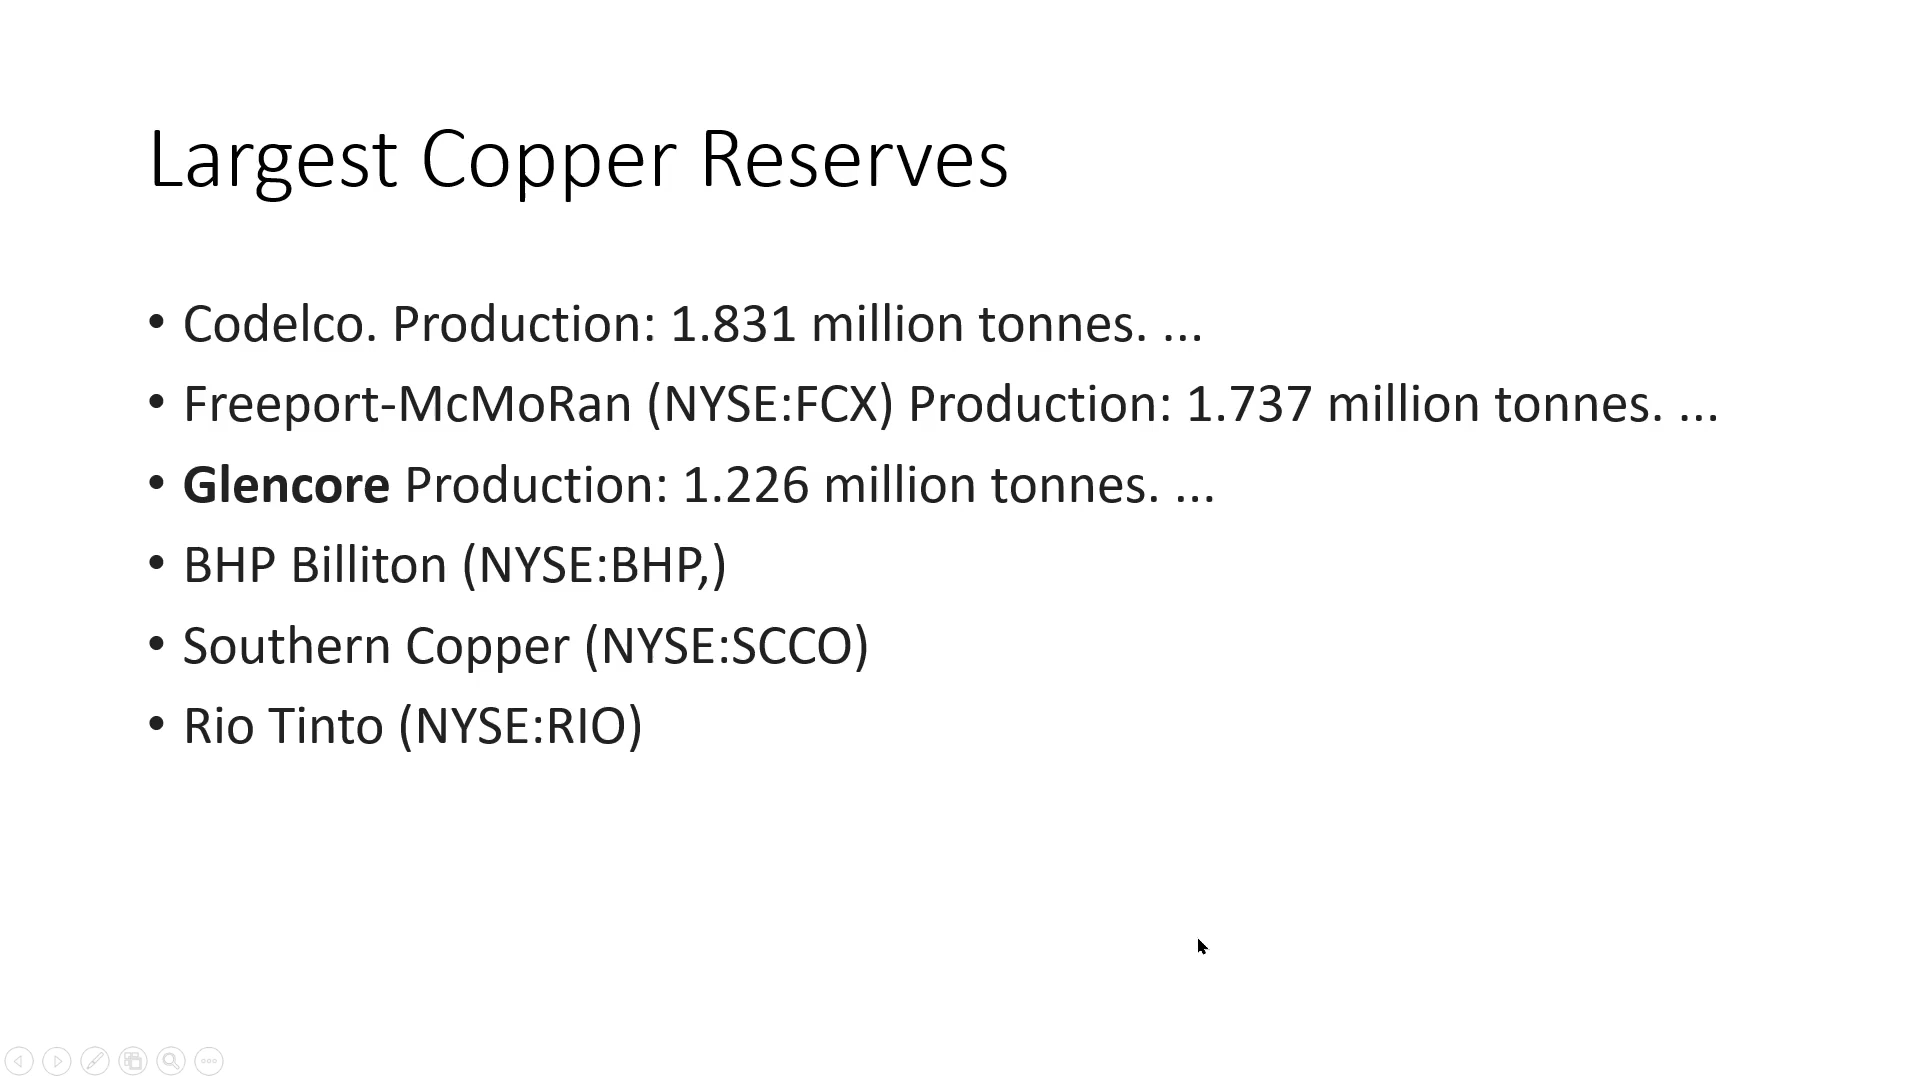 Largest Copper Reserves
• Codelco. Production: 1.831 million tonnes. ...
• Freeport-McMoRan (NYSE:FCX) Production: 1.737 million tonnes. ...
• Glencore Production: 1.226 million tonnes. ...
• BHP Billiton (NYSE:BHP,)
• Southern Copper (NYSE:SCCO)
• Rio Tinto (NYSE:RIO)